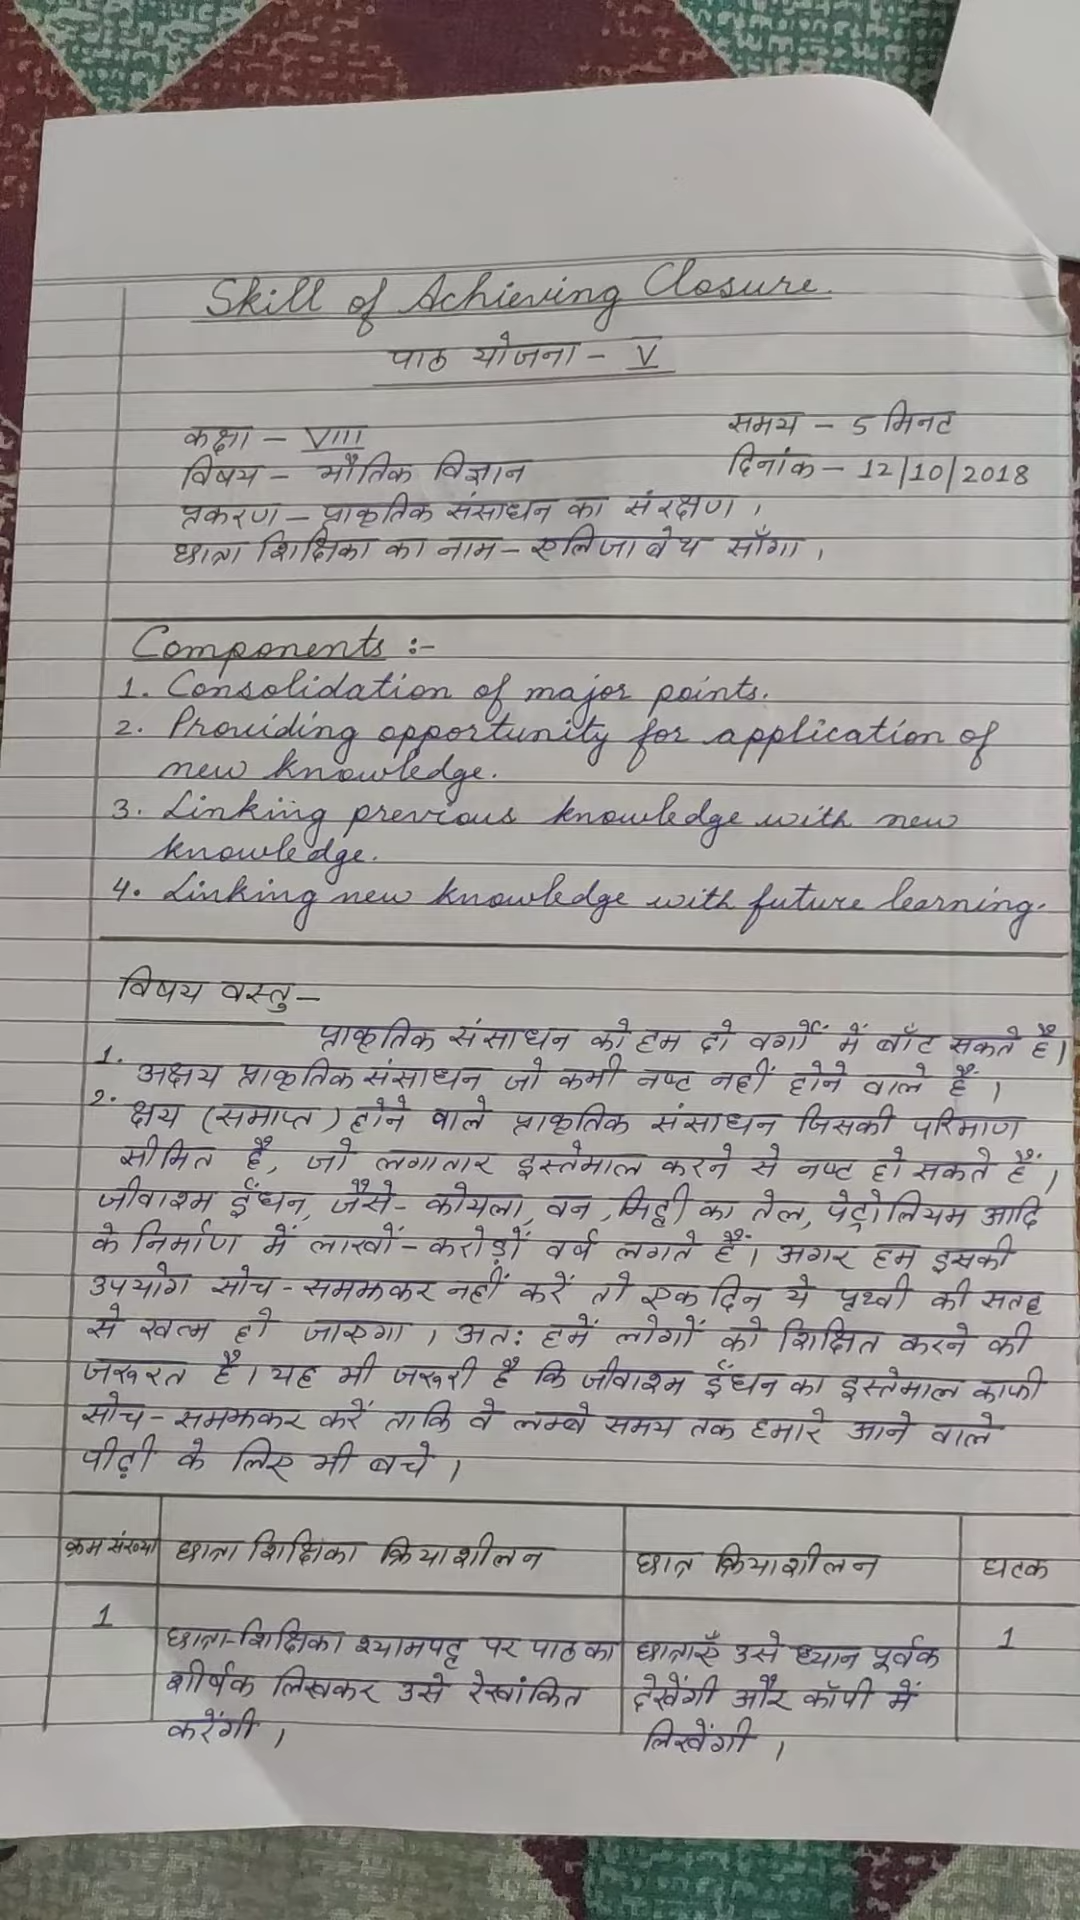 Skill of Achieving Closure.
पाठ योजना - V
कक्षा - VIII
समय - 5 मिनट
विषय - भौतिक विज्ञान
दिनांक - 12/10/2018
प्रकरण - प्राकृतिक संसाधन का संरक्षण ।
छात्रा शिक्षिका का नाम - एलिजाबेथ साँगा ।
Components :-
1. Consolidation of major points.
2. Providing opportunity for application of
new knowledge.
3. Linking previous knowledge with new
knowledge.
4. Linking new knowledge with future learning.
विषय वस्तु -
प्राकृतिक संसाधन को हम दो वर्गों में बाँट सकते है।
1. अक्षय प्राकृतिक संसाधन जो कभी नष्ट नहीं होने वाले हैं ।
2. क्षय (समाप्त) होने वाले प्राकृतिक संसाधन जिसकी परिमाण
सीमित है, जो लगातार इस्तेमाल करने से नष्ट हो सकते हैं ।
जीवाश्म ईंधन, जैसे- कोयला, वन, मिट्टी का तेल, पेट्रोलियम आदि
के निर्माण में लाखों - करोड़ों वर्ष लगते हैं। अगर हम इसकी
उपयोग सोच - समझकर नहीं करें तो एक दिन ये पृथ्वी की सतह
से खत्म हो जाएगा । अतः हमें लोगों को शिक्षित करने की
जरूरत है। यह भी जरूरी है कि जीवाश्म ईंधन का इस्तेमाल काफी
सोच - समझकर करें ताकि वे लम्बे समय तक हमारे आने वाले
पीढ़ी के लिए भी बचे ।
क्रम संख्या छात्रा शिक्षिका क्रियाशीलन छात्र क्रियाशीलन घटक
1 छात्रा-शिक्षिका श्यामपट्ट पर पाठ का छात्राएँ उसे ध्यान पूर्वक 1
शीर्षक लिखकर उसे रेखांकित देखेंगी और कॉपी में
करेंगी । लिखेंगी ।